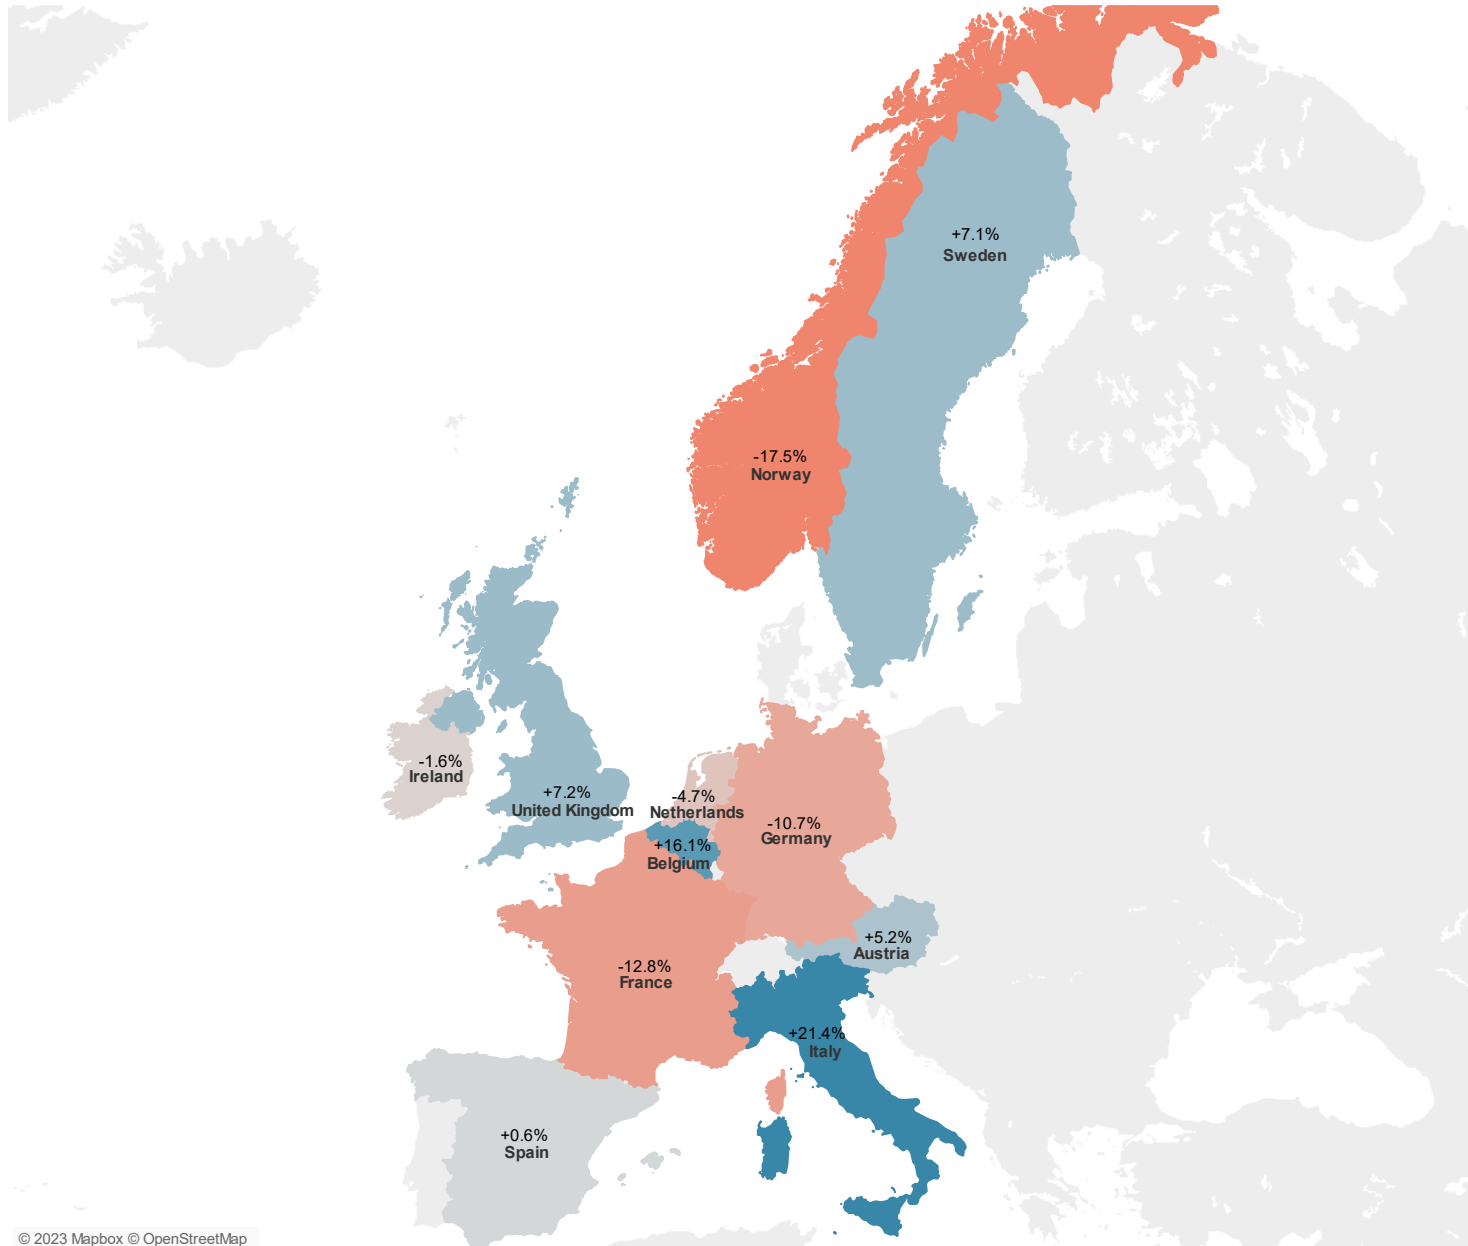 +7.1%
Sweden
-17.5%
Norway
-1.6%
Ireland
+7.2%
United Kingdom
-4.7%
Netherlands
-10.7%
Germany
+16.1%
Belgium
+5.2%
Austria
-12.8%
France
+21.4%
Italy
+0.6%
Spain
© 2023 Mapbox © OpenStreetMap